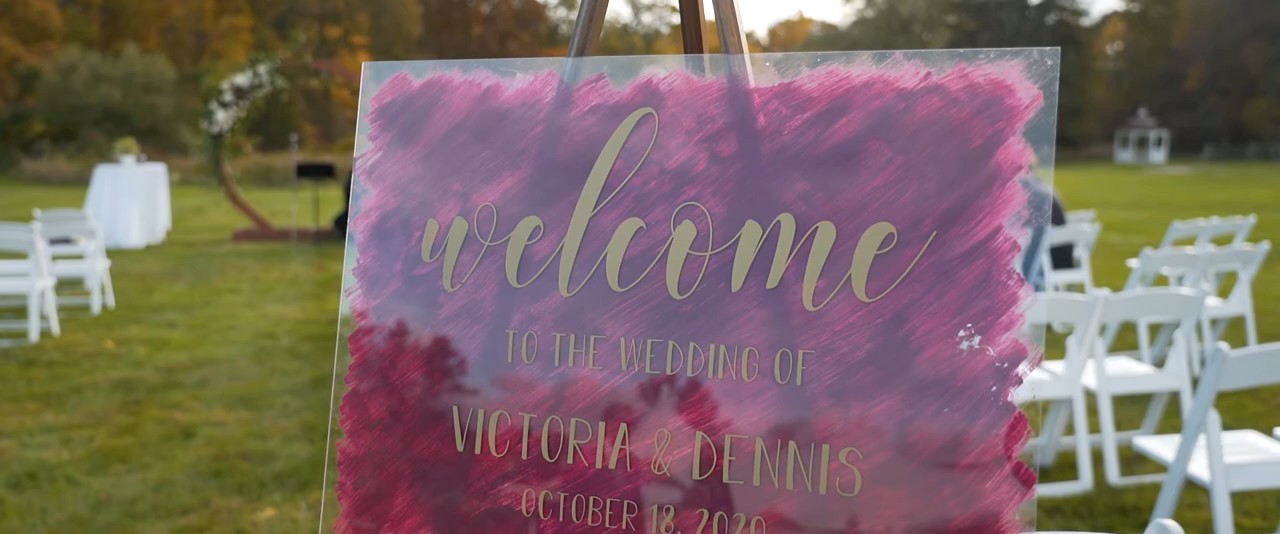 welcome
TO THE WEDDING OF
VICTORIA & DENNIS
OCTOBER 18, 2020